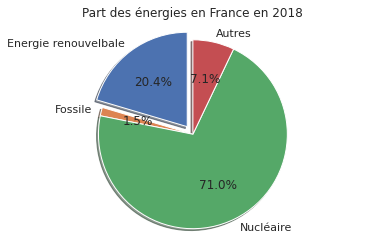 Part des énergies en France en 2018
Autres
Energie renouvelbale
7.1%
20.4%
Fossile
1.5%
71.0%
Nucléaire